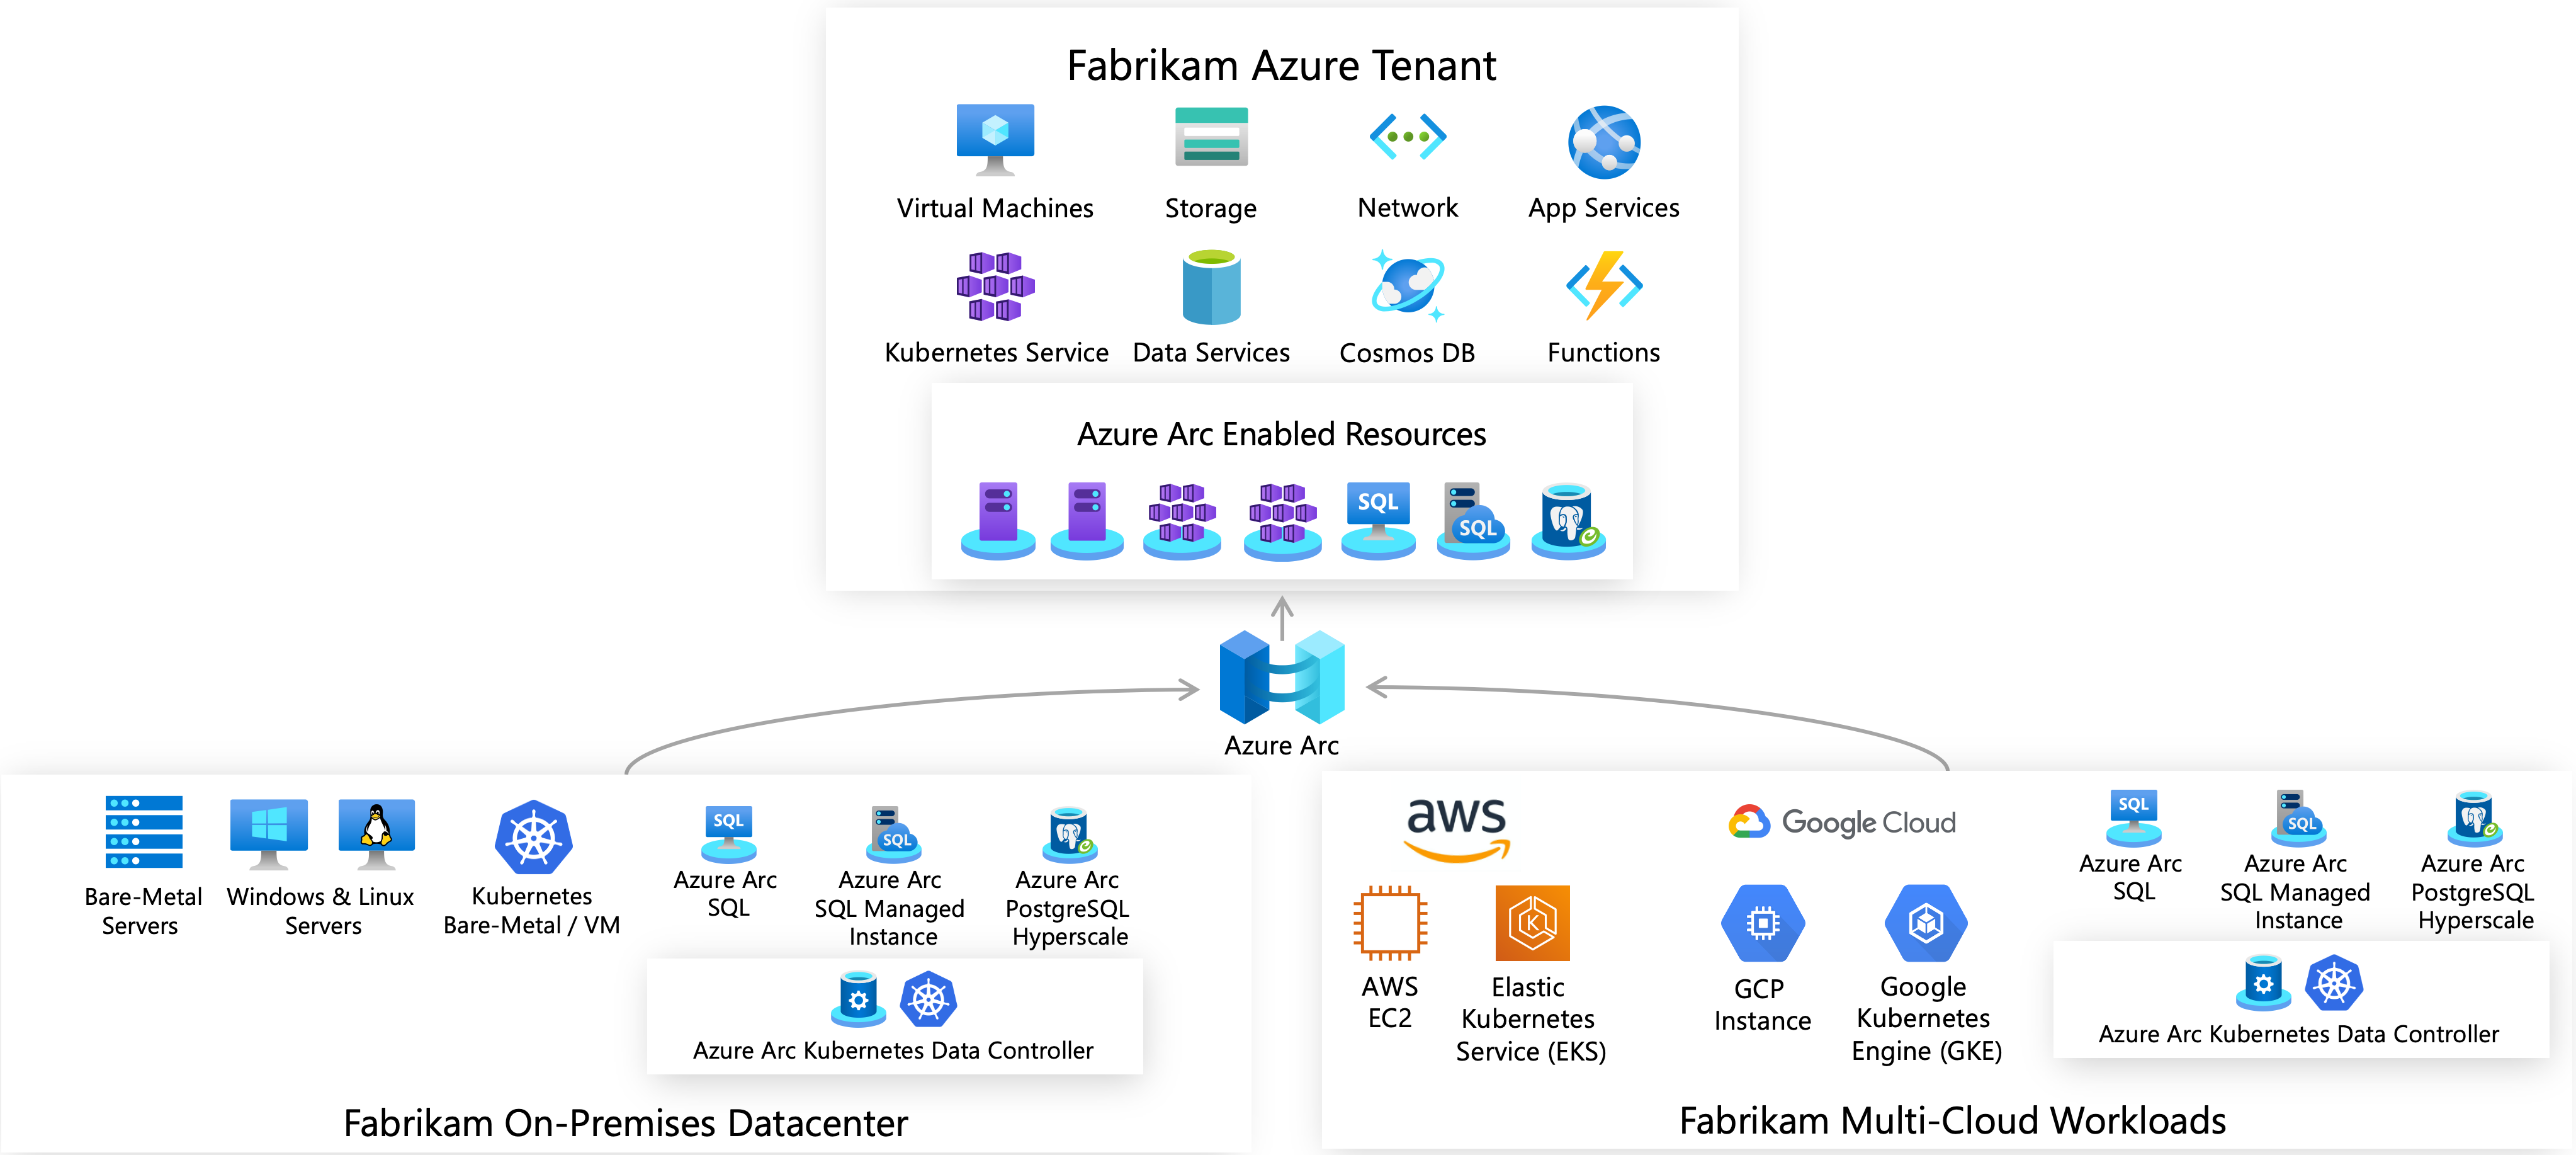 Fabrikam Azure Tenant
Virtual Machines
Storage
Network
App Services
Kubernetes Service
Data Services
Cosmos DB
Functions
Azure Arc Enabled Resources
SQL
SQL
Azure Arc
Bare-Metal
Servers
Windows & Linux
Servers
Kubernetes
Bare-Metal / VM
SQL
Azure Arc
SQL
SQL
Azure Arc
SQL Managed
Instance
Azure Arc
PostgreSQL
Hyperscale
Azure Arc Kubernetes Data Controller
Fabrikam On-Premises Datacenter
aws
AWS
EC2
K
Elastic
Kubernetes
Service (EKS)
Google Cloud
GCP
Instance
Google
Kubernetes
Engine (GKE)
SQL
Azure Arc
SQL
SQL
Azure Arc
SQL Managed
Instance
Azure Arc
PostgreSQL
Hyperscale
Azure Arc Kubernetes Data Controller
Fabrikam Multi-Cloud Workloads